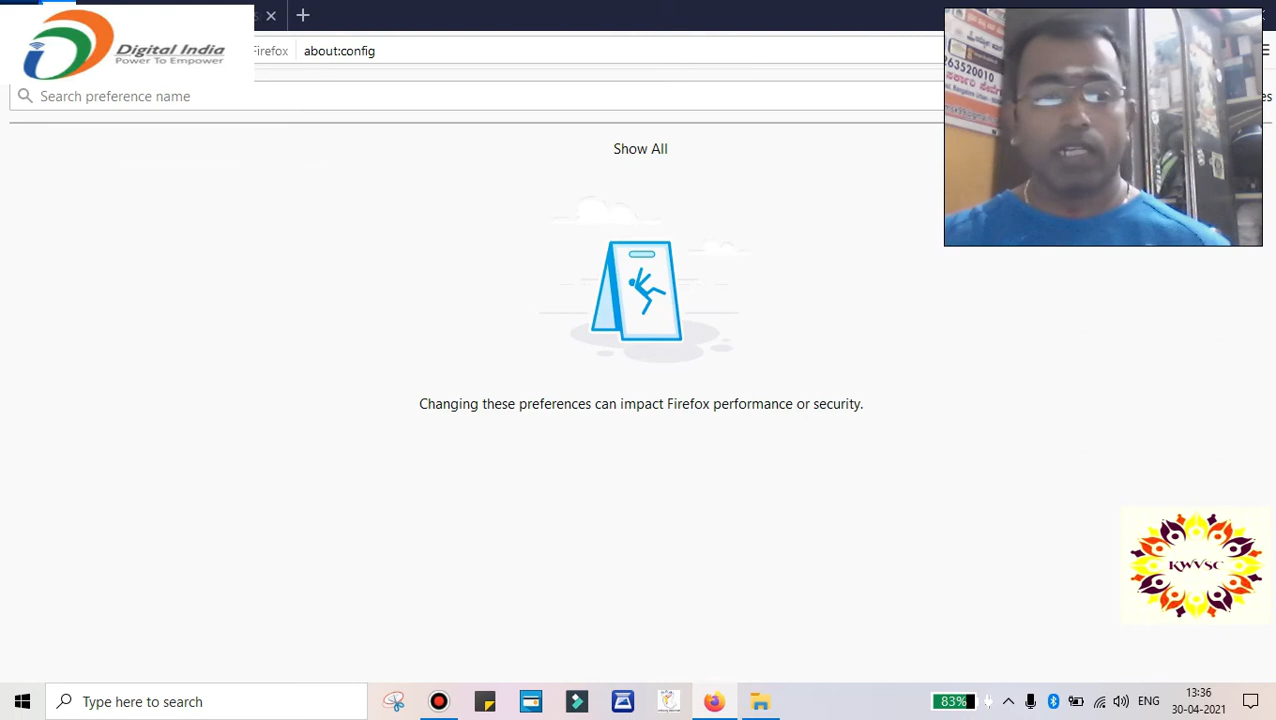 Digital India
Power To Empower
Firefox
about:config
Search preference name
Show All
263520010
Changing these preferences can impact Firefox performance or security.
KWVSC
Type here to search
83%
ENG
13:36
30-04-2021